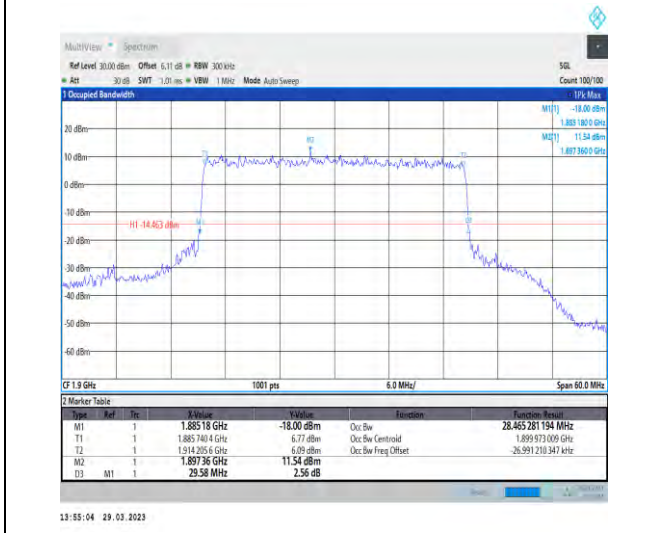 MultiView Spectrum
Ref Level 30.00 dBm Offset 6.11 dB RBW 300 kHz SGL
Att 30 dB SWT 1.01 ms VBW 1 MHz Mode Auto Sweep Count 100/100
1 Occupied Bandwidth 1Pk Max
M1[1] -18.00 dBm
1.885 180 0 GHz
M2[1] 11.54 dBm
1.897 360 0 GHz
20 dBm
M2
10 dBm
T1
0 dBm
-10 dBm
H1 -14.463 dBm
M1
-20 dBm
-30 dBm
-40 dBm
-50 dBm
-60 dBm
CF 1.9 GHz 1001 pts 6.0 MHz/ Span 60.0 MHz
2 Marker Table
Type Ref Trc X-Value Y-Value Function Function Result
M1 1 1.88518 GHz -18.00 dBm Occ Bw 28.465 281 194 MHz
T1 1 1.885 740 4 GHz 6.77 dBm Occ Bw Centroid 1.899 973 009 GHz
T2 1 1.914 205 6 GHz 6.09 dBm Occ Bw Freq Offset -26.991 210 347 kHz
M2 1 1.89736 GHz 11.54 dBm
D3 M1 1 29.58 MHz 2.56 dB
13:55:04 29.03.2023